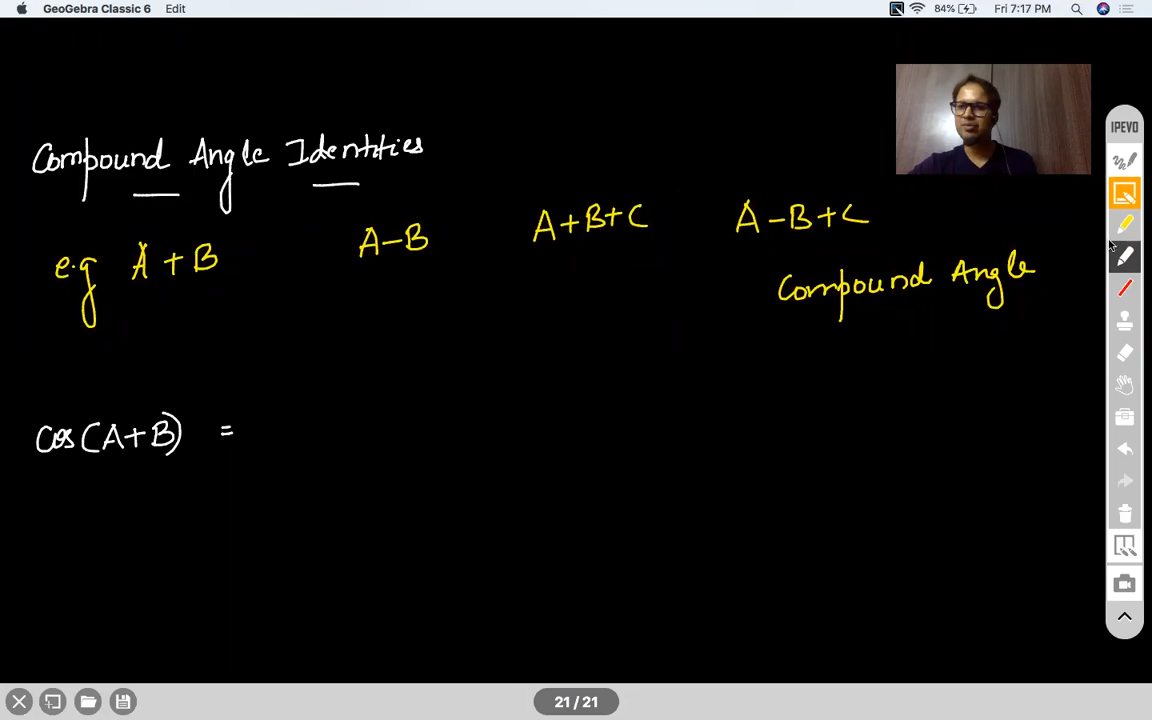 GeoGebra Classic 6 Edit 84% Fri 7:17 PM
Compound Angle Identities
e.g A + B A - B A + B + C A - B + C
Compound Angle
cos(A+B) =
IPEVO
21 / 21